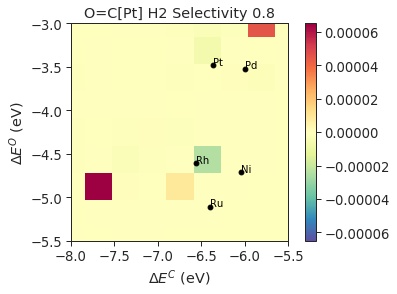 O=C[Pt] H2 Selectivity 0.8
−3.0
−3.5
−4.0
−4.5
−5.0
−5.5
ΔE^O (eV)
Pt
Pd
Rh
Ni
Ru
−8.0 −7.5 −7.0 −6.5 −6.0 −5.5
ΔE^C (eV)
0.00006
0.00004
0.00002
0.00000
−0.00002
−0.00004
−0.00006